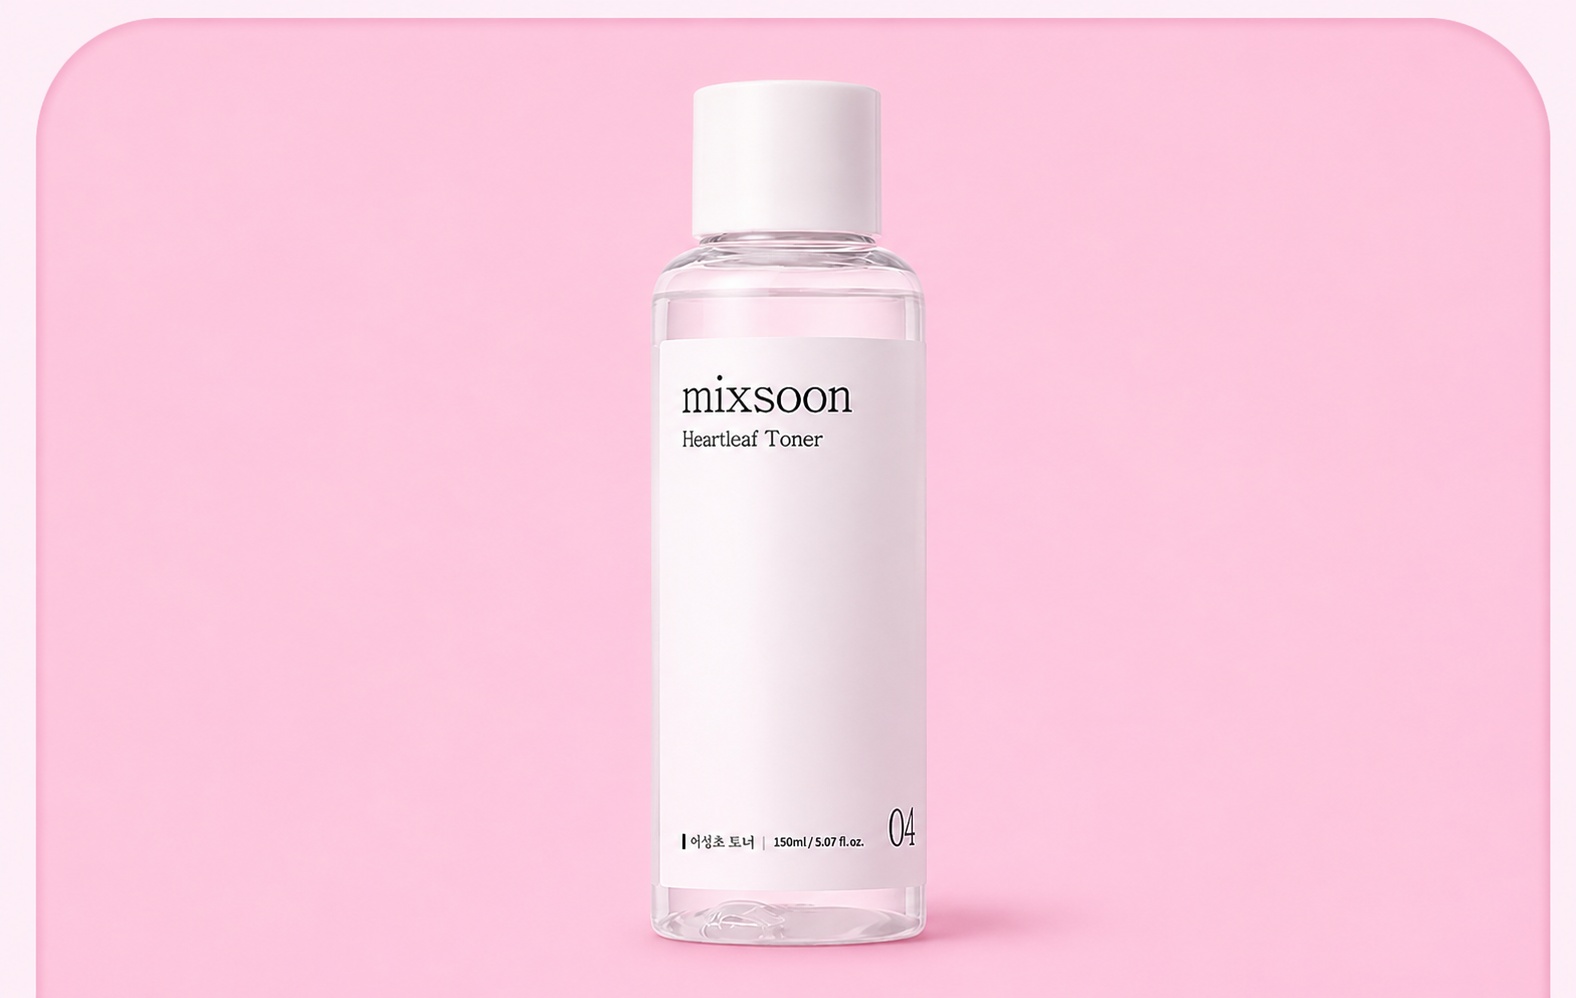 mixsoon
Heartleaf Toner
어성초 토너 | 150ml / 5.07 fl.oz.
04